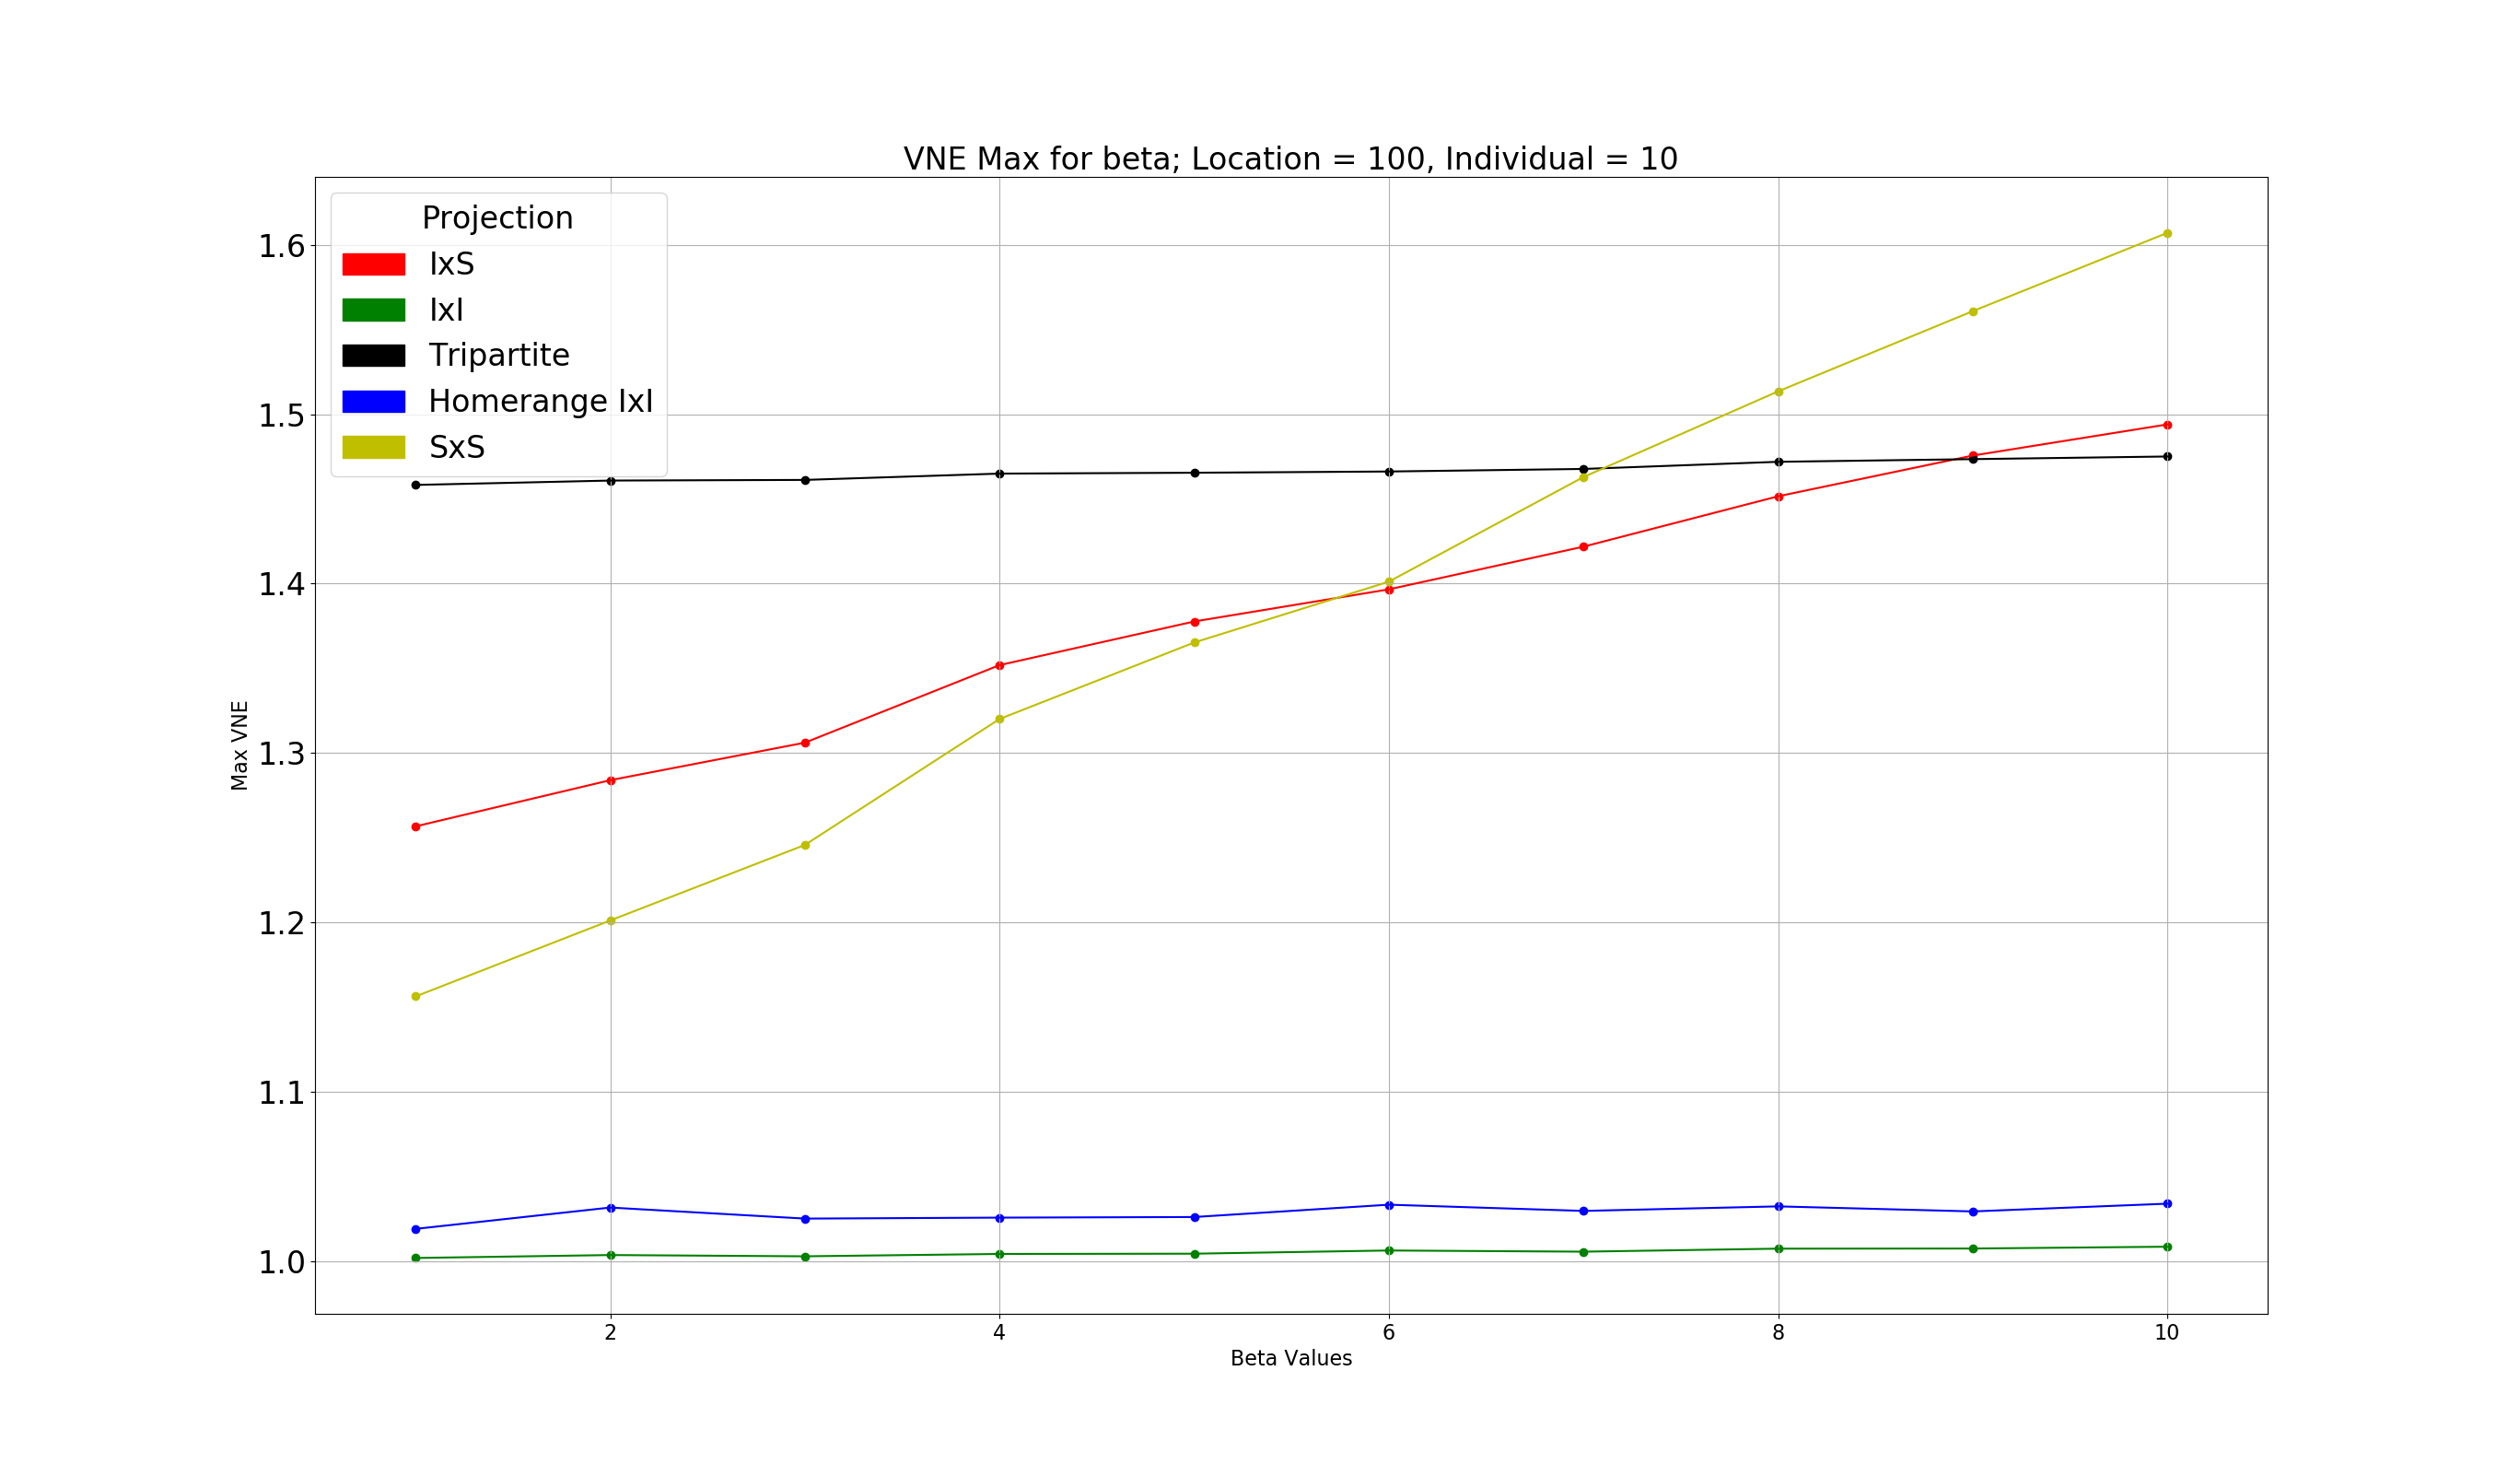 VNE Max for beta; Location = 100, Individual = 10
Projection
IxS
IxI
Tripartite
Homerange IxI
SxS
1.6
1.5
1.4
1.3
1.2
1.1
1.0
Max VNE
2 4 6 8 10
Beta Values